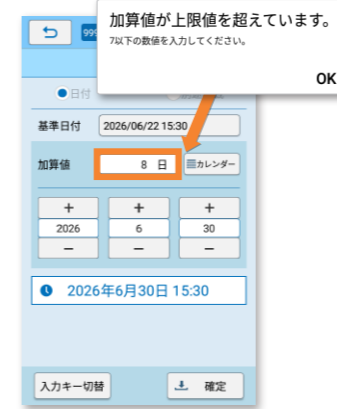 加算値が上限値を超えています。
7以下の数値を入力してください。
OK
999
日付
基準日付 2026/06/22 15:30
加算値 8 日 カレンダー
+ + +
2026 6 30
− − −
2026年6月30日 15:30
入力キー切替 確定